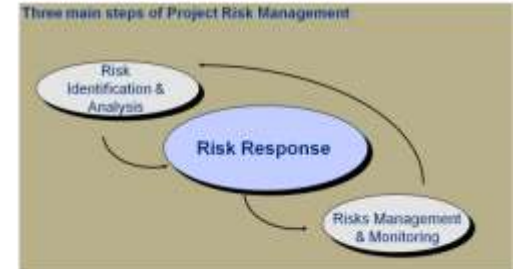 Three main steps of Project Risk Management
Risk
Identification &
Analysis
Risk Response
Risks Management
& Monitoring